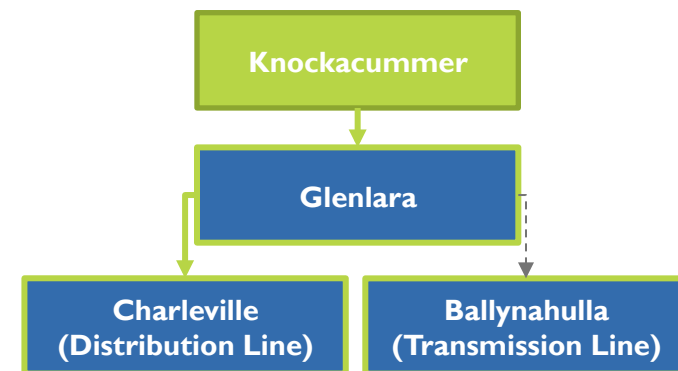 Knockacummer
Glenlara
Charleville
(Distribution Line)
Ballynahulla
(Transmission Line)